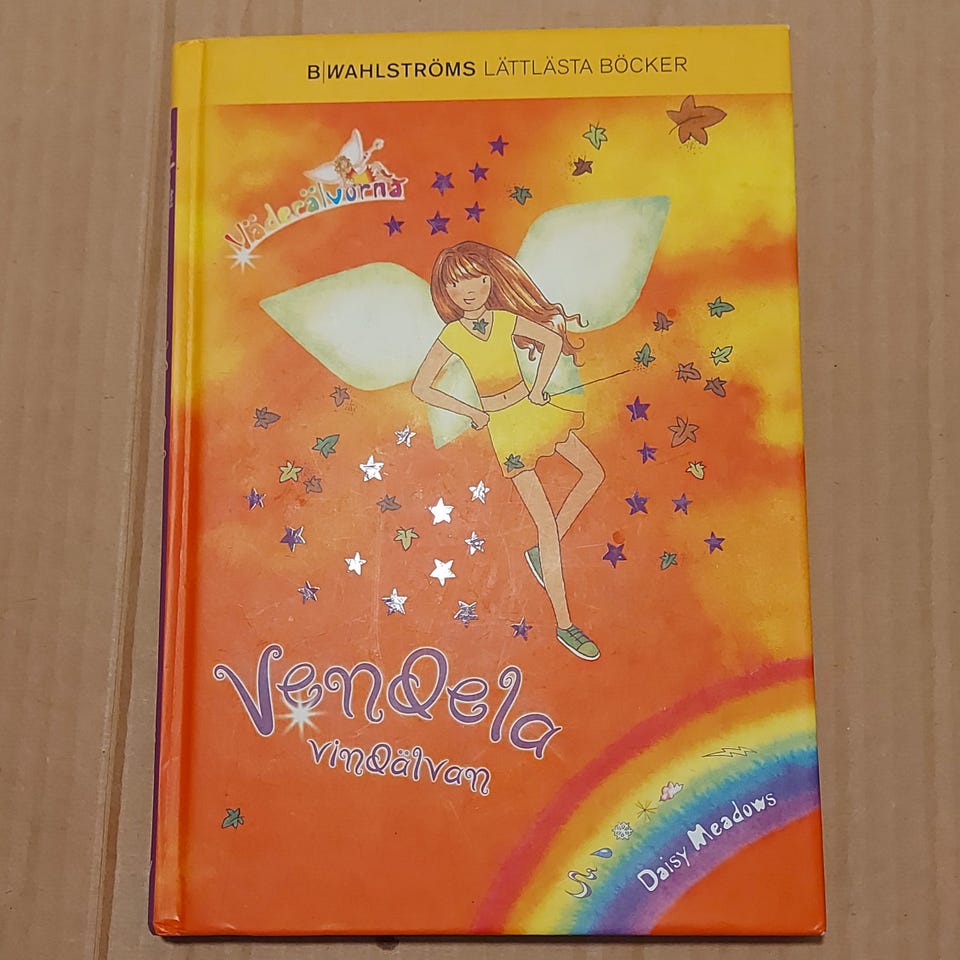 B|WAHLSTRÖMS LÄTTLÄSTA BÖCKER
Väderälvorna
Vendela
vindälvan
Daisy Meadows